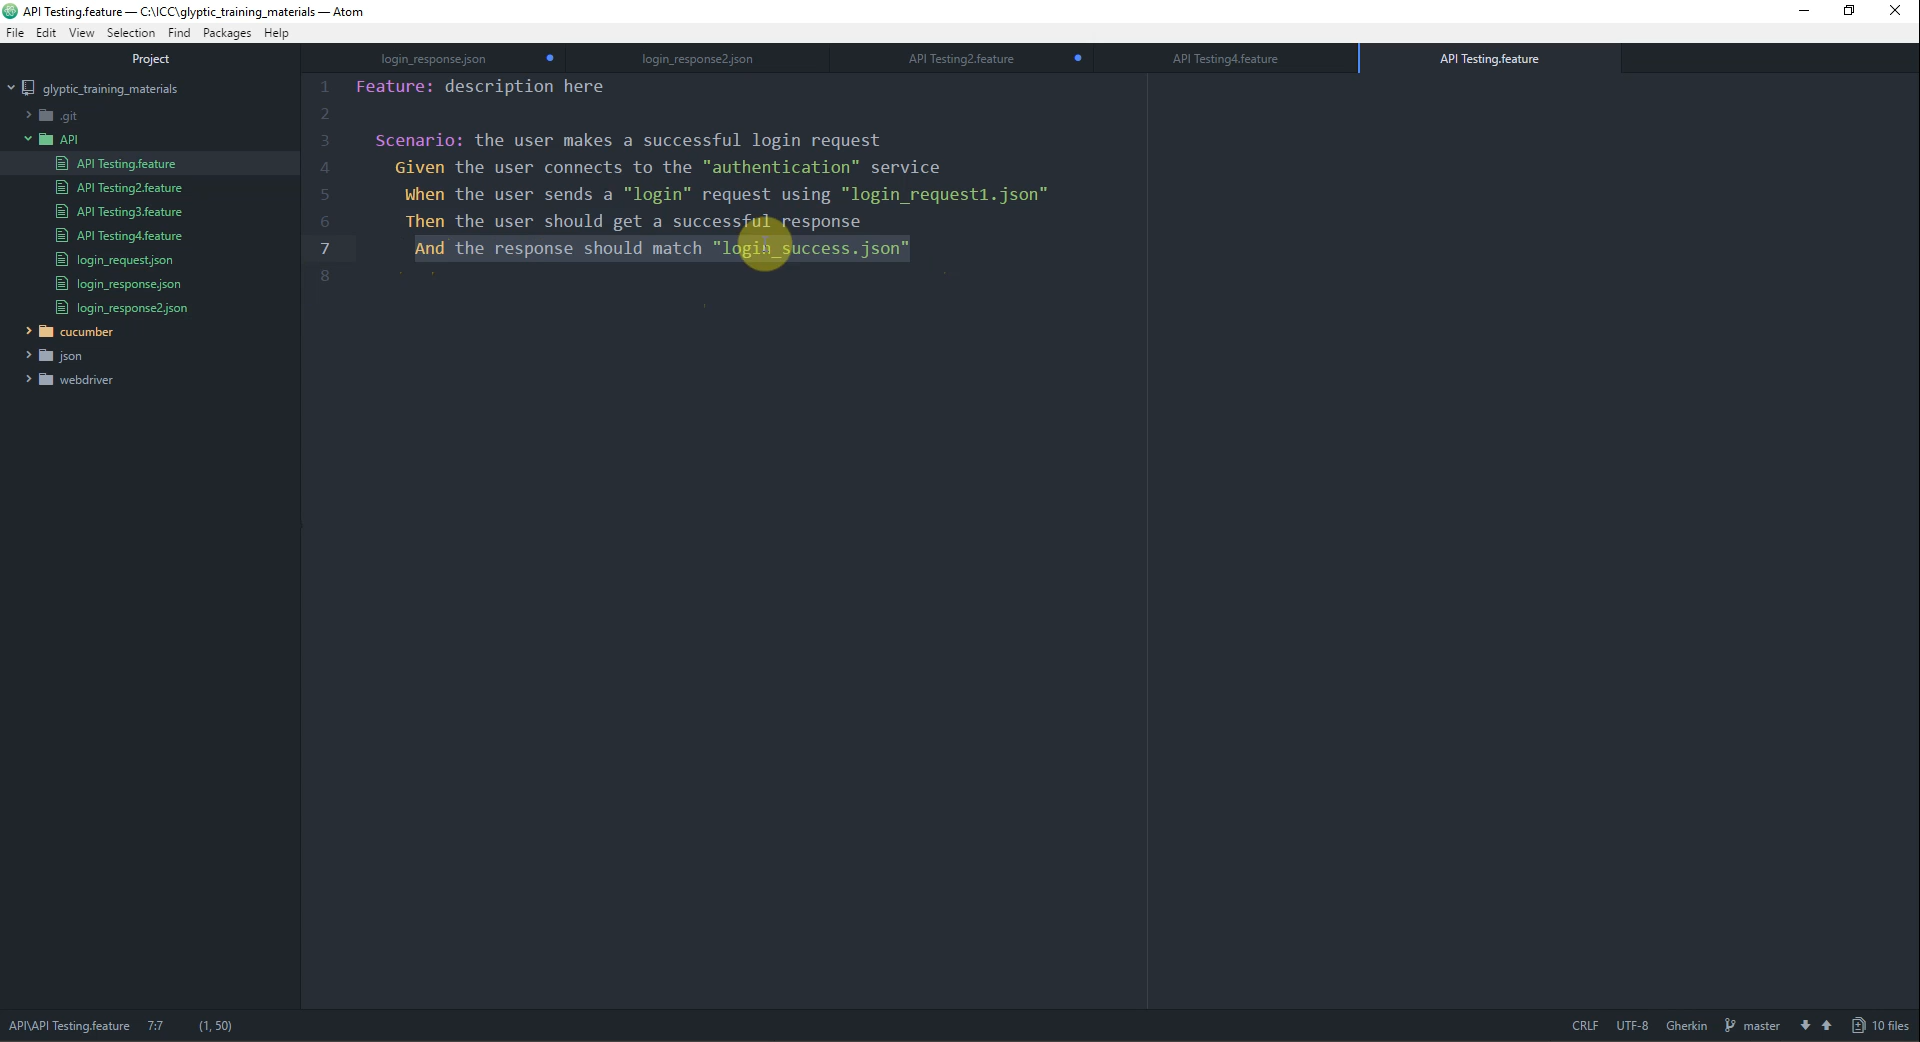 API Testing.feature — C:\ICC\glyptic_training_materials — Atom
File Edit View Selection Find Packages Help
Project
login_response.json
login_response2.json
API Testing2.feature
API Testing4.feature
API Testing.feature
glyptic_training_materials
.git
API
API Testing.feature
API Testing2.feature
API Testing3.feature
API Testing4.feature
login_request.json
login_response.json
login_response2.json
cucumber
json
webdriver
1 Feature: description here
2
3 Scenario: the user makes a successful login request
4 Given the user connects to the "authentication" service
5 When the user sends a "login" request using "login_request1.json"
6 Then the user should get a successful response
7 And the response should match "login_success.json"
8
API\API Testing.feature 7:7 (1, 50)
CRLF UTF-8 Gherkin master 10 files